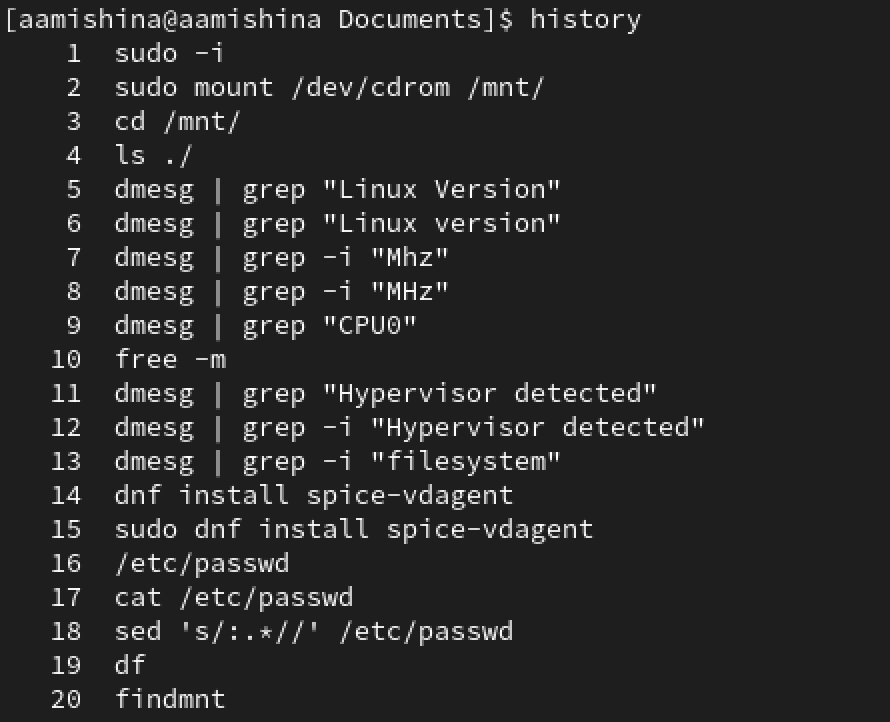 [aamishina@aamishina Documents]$ history
1 sudo -i
2 sudo mount /dev/cdrom /mnt/
3 cd /mnt/
4 ls ./
5 dmesg | grep "Linux Version"
6 dmesg | grep "Linux version"
7 dmesg | grep -i "Mhz"
8 dmesg | grep -i "MHz"
9 dmesg | grep "CPU0"
10 free -m
11 dmesg | grep "Hypervisor detected"
12 dmesg | grep -i "Hypervisor detected"
13 dmesg | grep -i "filesystem"
14 dnf install spice-vdagent
15 sudo dnf install spice-vdagent
16 /etc/passwd
17 cat /etc/passwd
18 sed 's/:.*//' /etc/passwd
19 df
20 findmnt